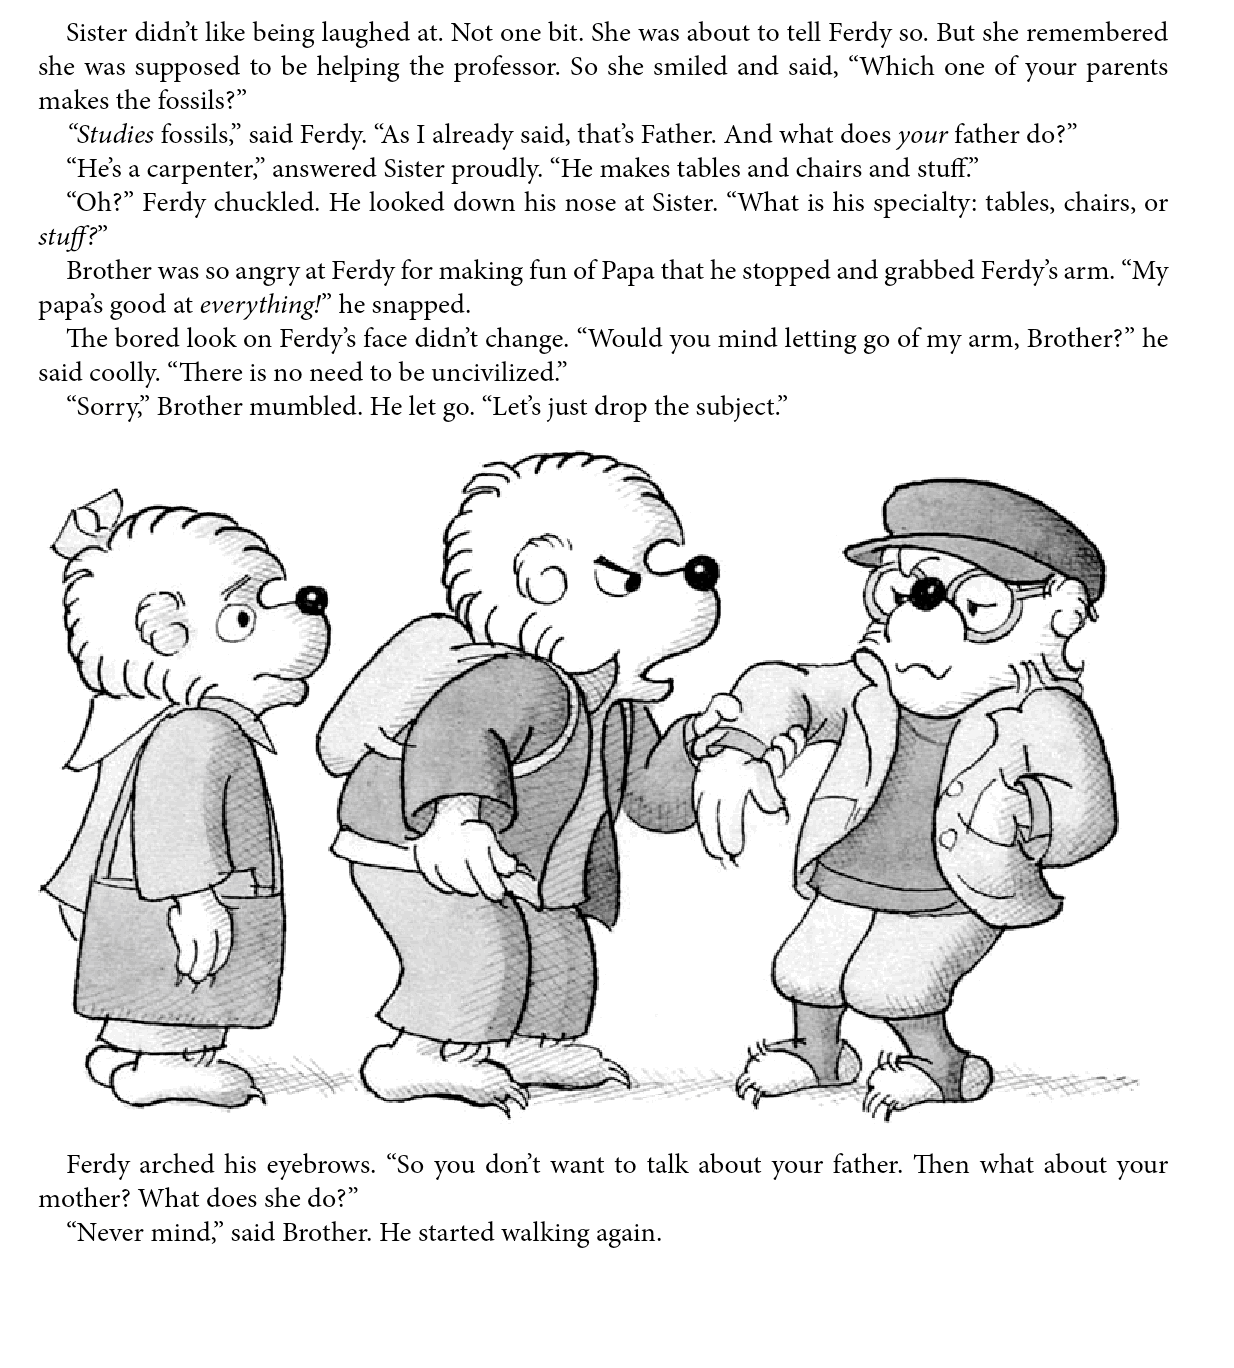 Sister didn’t like being laughed at. Not one bit. She was about to tell Ferdy so. But she remembered
she was supposed to be helping the professor. So she smiled and said, “Which one of your parents
makes the fossils?”
“Studies fossils,” said Ferdy. “As I already said, that’s Father. And what does your father do?”
“He’s a carpenter,” answered Sister proudly. “He makes tables and chairs and stuff.”
“Oh?” Ferdy chuckled. He looked down his nose at Sister. “What is his specialty: tables, chairs, or
stuff?”
Brother was so angry at Ferdy for making fun of Papa that he stopped and grabbed Ferdy’s arm. “My
papa’s good at everything!” he snapped.
The bored look on Ferdy’s face didn’t change. “Would you mind letting go of my arm, Brother?” he
said coolly. “There is no need to be uncivilized.”
“Sorry,” Brother mumbled. He let go. “Let’s just drop the subject.”
Ferdy arched his eyebrows. “So you don’t want to talk about your father. Then what about your
mother? What does she do?”
“Never mind,” said Brother. He started walking again.